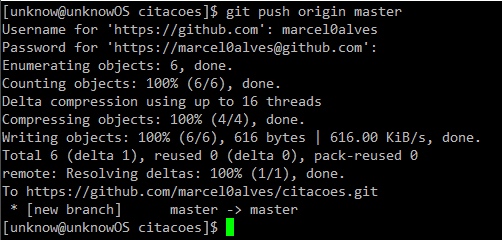 [unknow@unknowOS citacoes]$ git push origin master
Username for 'https://github.com': marcel0alves
Password for 'https://marcel0alves@github.com':
Enumerating objects: 6, done.
Counting objects: 100% (6/6), done.
Delta compression using up to 16 threads
Compressing objects: 100% (4/4), done.
Writing objects: 100% (6/6), 616 bytes | 616.00 KiB/s, done.
Total 6 (delta 1), reused 0 (delta 0), pack-reused 0
remote: Resolving deltas: 100% (1/1), done.
To https://github.com/marcel0alves/citacoes.git
 * [new branch]      master -> master
[unknow@unknowOS citacoes]$